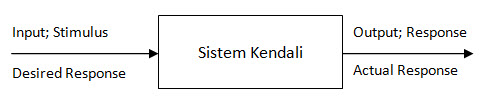 Input; Stimulus
Desired Response
Sistem Kendali
Output; Response
Actual Response